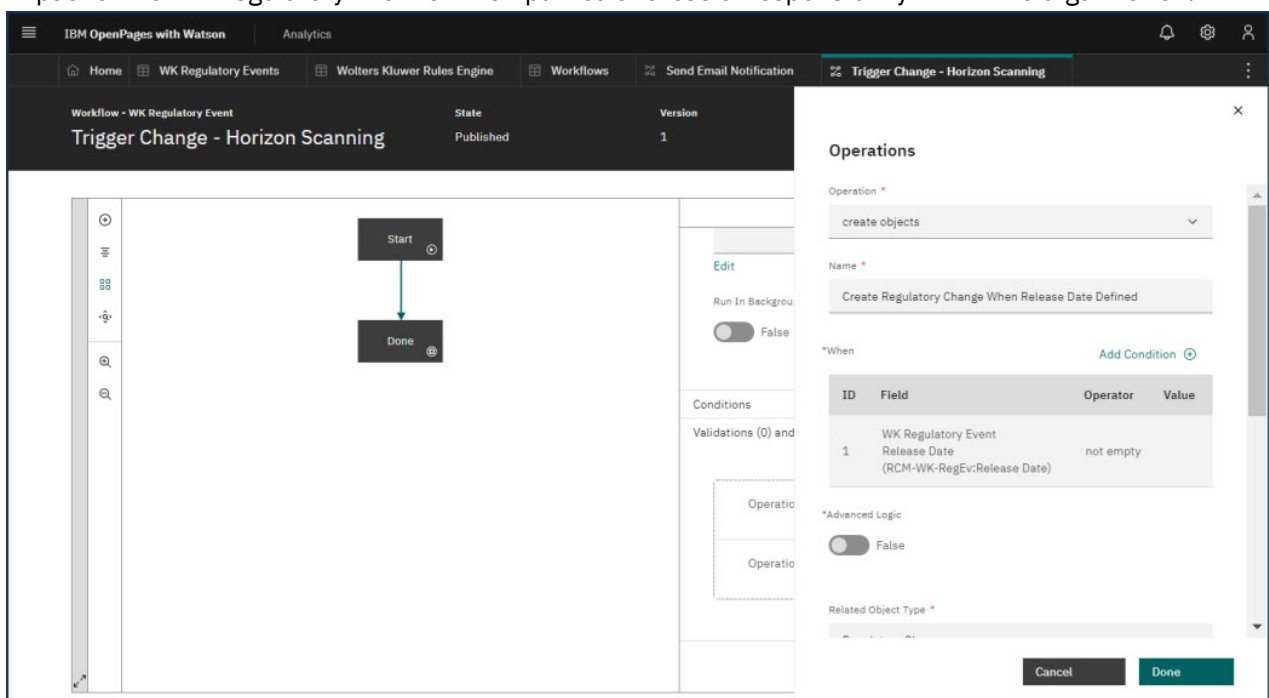 IBM OpenPages with Watson Analytics
Home WK Regulatory Events Wolters Kluwer Rules Engine Workflows Send Email Notification Trigger Change - Horizon Scanning
Workflow - WK Regulatory Event State Version
Trigger Change - Horizon Scanning Published 1
Start
Done
Edit
Run In Backgrou
False
Conditions
Validations (0) and
Operatio
Operatio
Operations
Operation *
create objects
Name *
Create Regulatory Change When Release Date Defined
*When Add Condition
ID Field Operator Value
1 WK Regulatory Event
Release Date not empty
(RCM-WK-RegEv:Release Date)
*Advanced Logic
False
Related Object Type *
Cancel Done